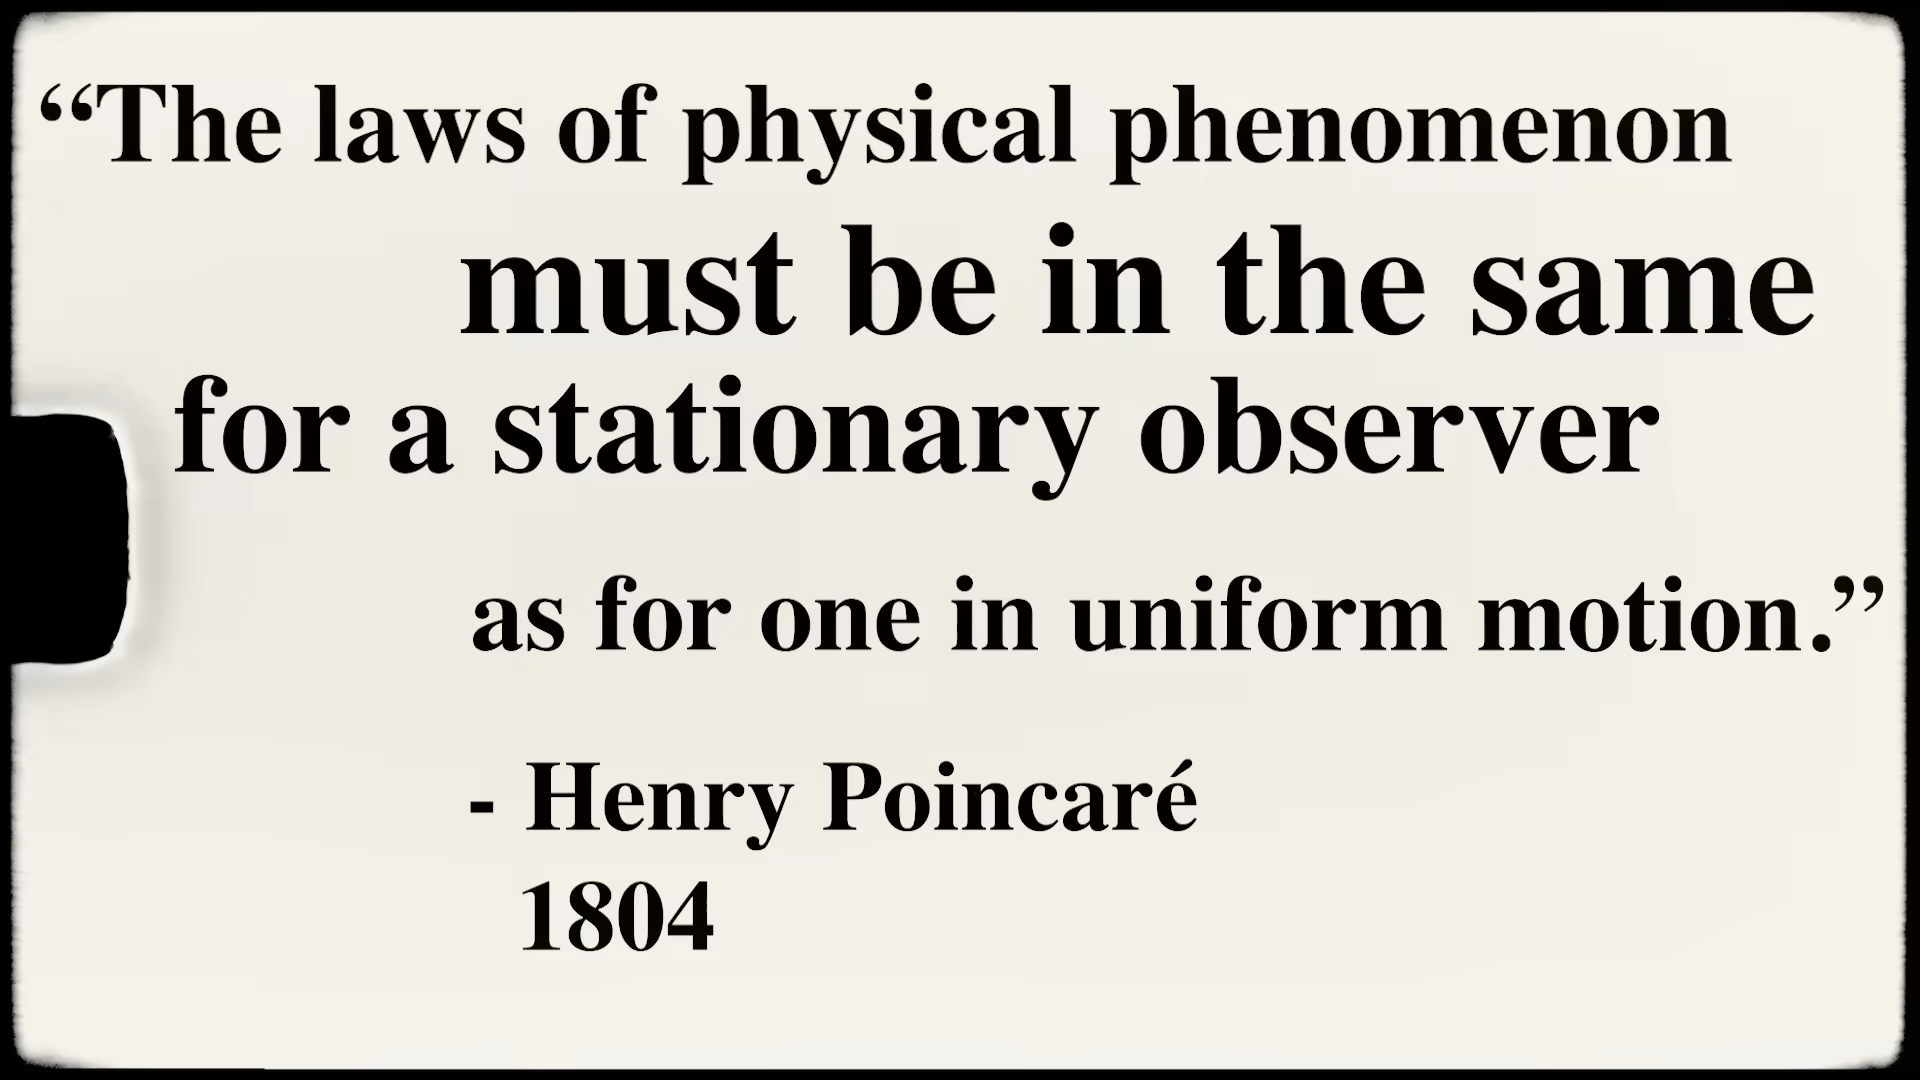 “The laws of physical phenomenon
must be in the same
for a stationary observer
as for one in uniform motion.”
- Henry Poincaré
1804